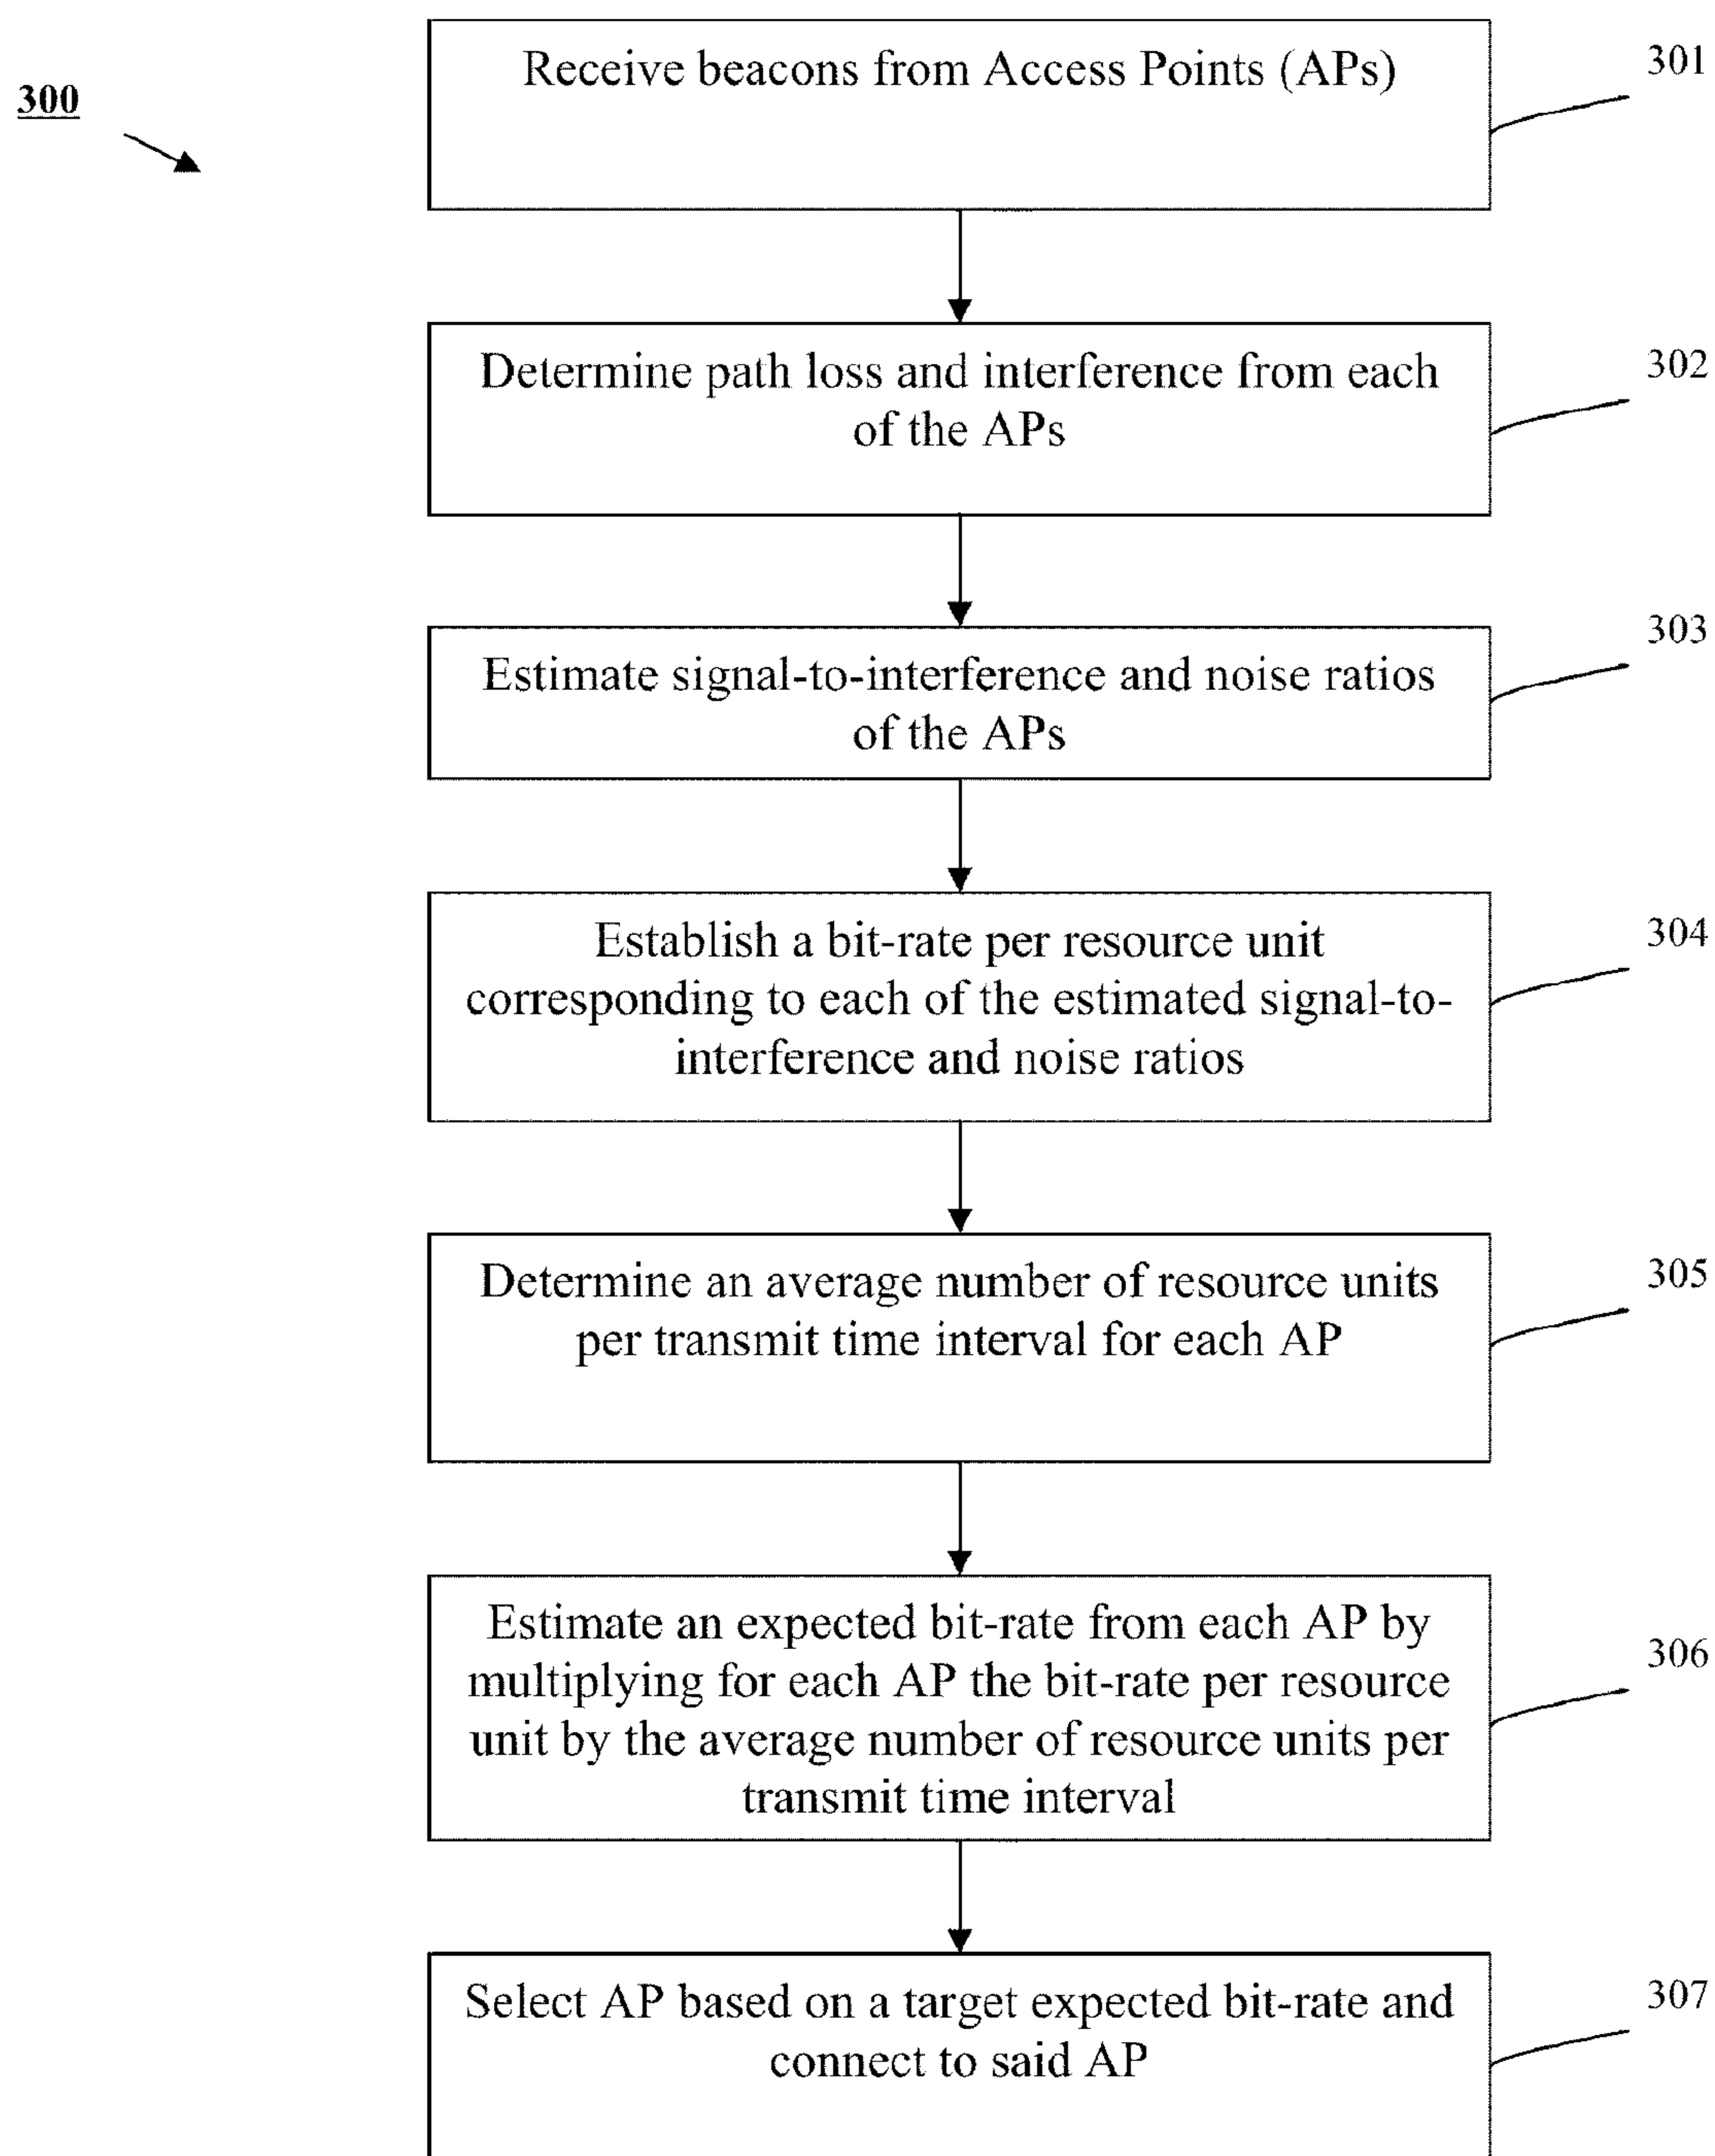 300
Receive beacons from Access Points (APs)
301
Determine path loss and interference from each
of the APs
302
Estimate signal-to-interference and noise ratios
of the APs
303
Establish a bit-rate per resource unit
corresponding to each of the estimated signal-to-
interference and noise ratios
304
Determine an average number of resource units
per transmit time interval for each AP
305
Estimate an expected bit-rate from each AP by
multiplying for each AP the bit-rate per resource
unit by the average number of resource units per
transmit time interval
306
Select AP based on a target expected bit-rate and
connect to said AP
307